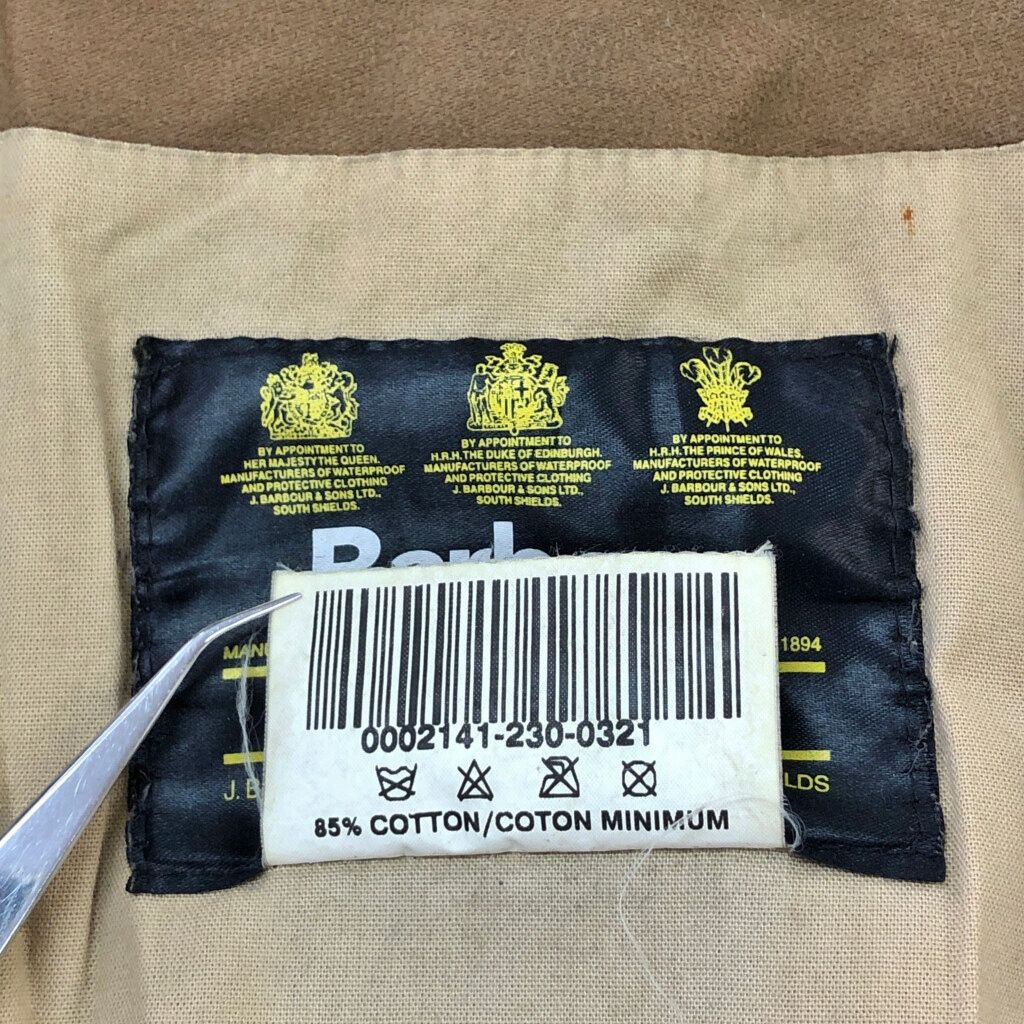 BY APPOINTMENT TO
HER MAJESTY THE QUEEN.
MANUFACTURERS OF WATERPROOF
AND PROTECTIVE CLOTHING
J. BARBOUR & SONS LTD.,
SOUTH SHIELDS.
BY APPOINTMENT TO
H.R.H. THE DUKE OF EDINBURGH.
MANUFACTURERS OF WATERPROOF
AND PROTECTIVE CLOTHING
J. BARBOUR & SONS LTD.,
SOUTH SHIELDS.
BY APPOINTMENT TO
H.R.H. THE PRINCE OF WALES.
MANUFACTURERS OF WATERPROOF
AND PROTECTIVE CLOTHING
J. BARBOUR & SONS LTD.,
SOUTH SHIELDS.
Barbour
1894
0002141-230-0321
85% COTTON/COTON MINIMUM